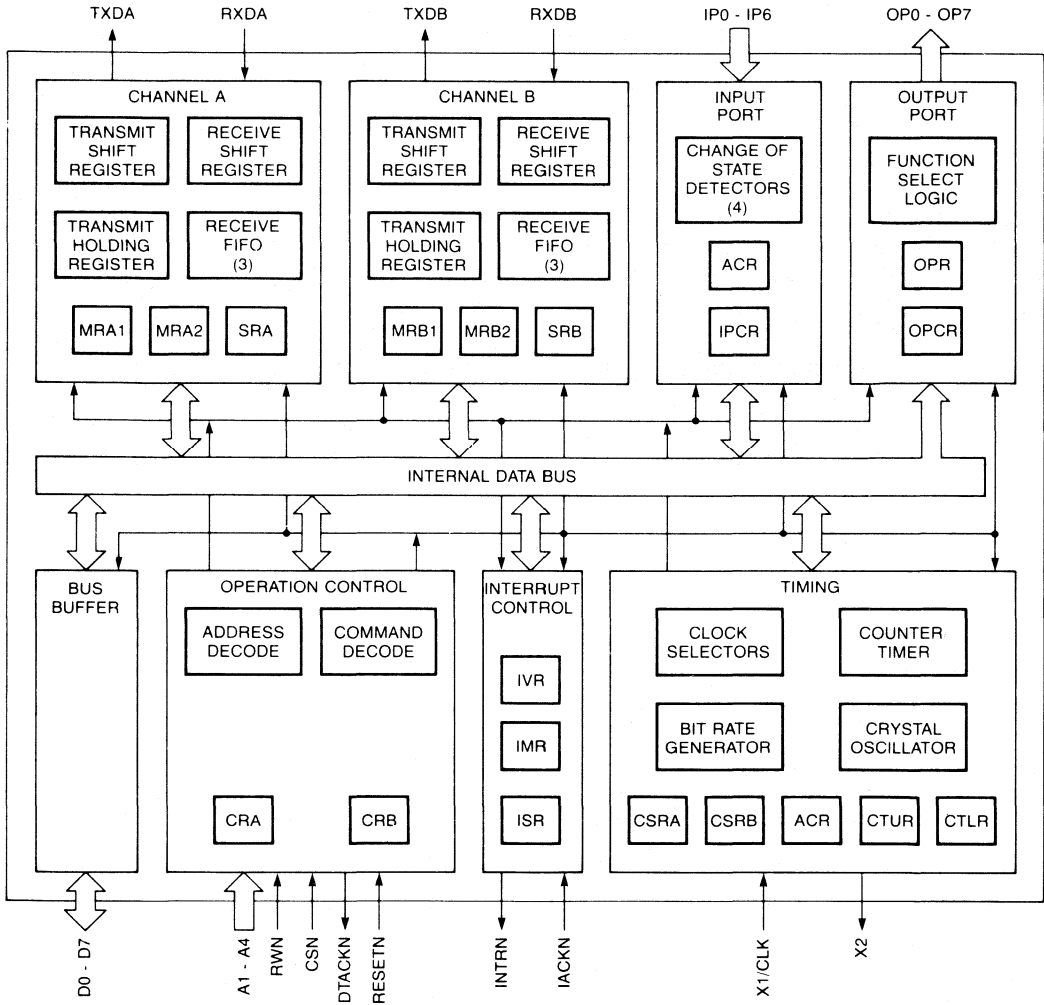 TXDA
RXDA
TXDB
RXDB
IP0 - IP6
OP0 - OP7
CHANNEL A
TRANSMIT
SHIFT
REGISTER
RECEIVE
SHIFT
REGISTER
TRANSMIT
HOLDING
REGISTER
RECEIVE
FIFO
(3)
MRA1
MRA2
SRA
CHANNEL B
TRANSMIT
SHIFT
REGISTER
RECEIVE
SHIFT
REGISTER
TRANSMIT
HOLDING
REGISTER
RECEIVE
FIFO
(3)
MRB1
MRB2
SRB
INPUT
PORT
CHANGE OF
STATE
DETECTORS
(4)
ACR
IPCR
OUTPUT
PORT
FUNCTION
SELECT
LOGIC
OPR
OPCR
INTERNAL DATA BUS
BUS
BUFFER
OPERATION CONTROL
ADDRESS
DECODE
COMMAND
DECODE
CRA
CRB
INTERRUPT
CONTROL
IVR
IMR
ISR
TIMING
CLOCK
SELECTORS
COUNTER
TIMER
BIT RATE
GENERATOR
CRYSTAL
OSCILLATOR
CSRA
CSRB
ACR
CTUR
CTLR
D0 - D7
A1 - A4
RWN
CSN
DTACKN
RESETN
INTRN
IACKN
X1/CLK
X2